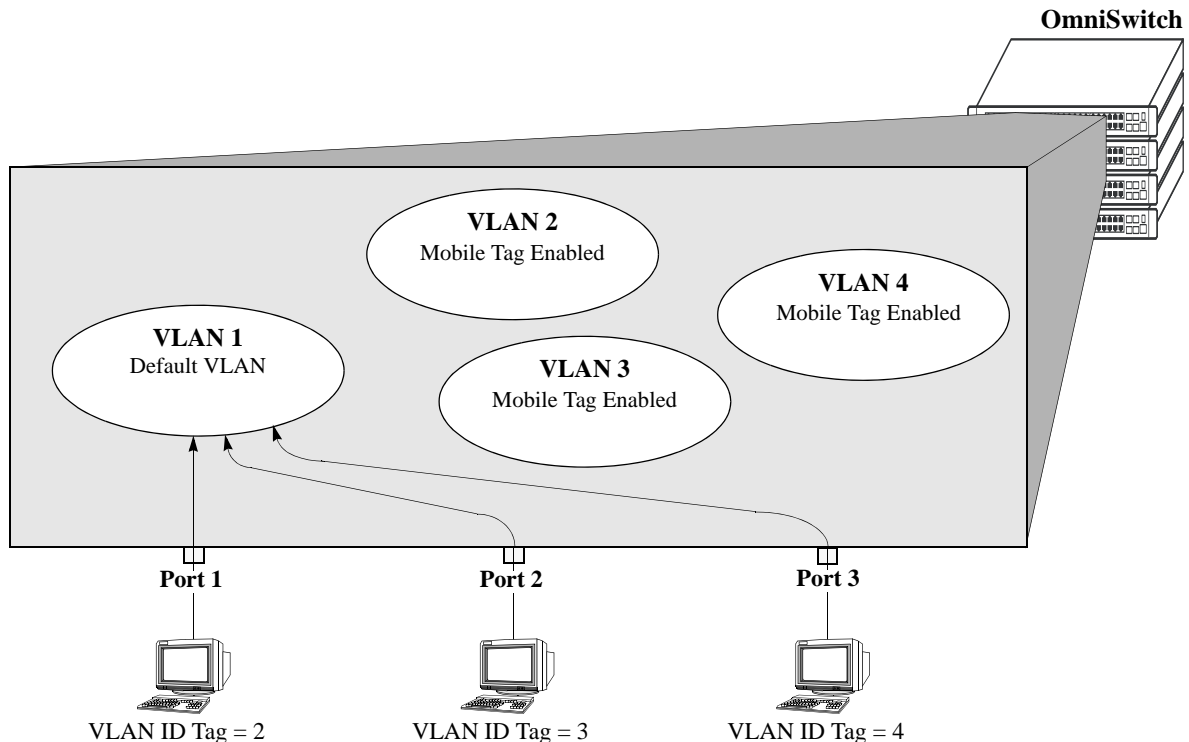 OmniSwitch
VLAN 2
Mobile Tag Enabled
VLAN 4
Mobile Tag Enabled
VLAN 1
Default VLAN
VLAN 3
Mobile Tag Enabled
Port 1
Port 2
Port 3
VLAN ID Tag = 2
VLAN ID Tag = 3
VLAN ID Tag = 4